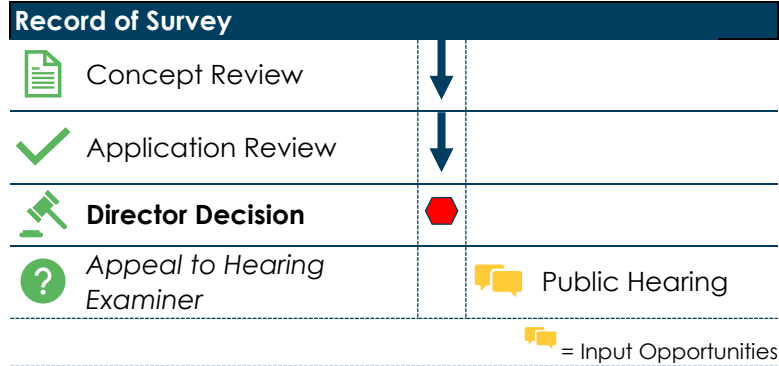 Record of Survey
Concept Review
Application Review
Director Decision
Appeal to Hearing
Examiner
Public Hearing
= Input Opportunities